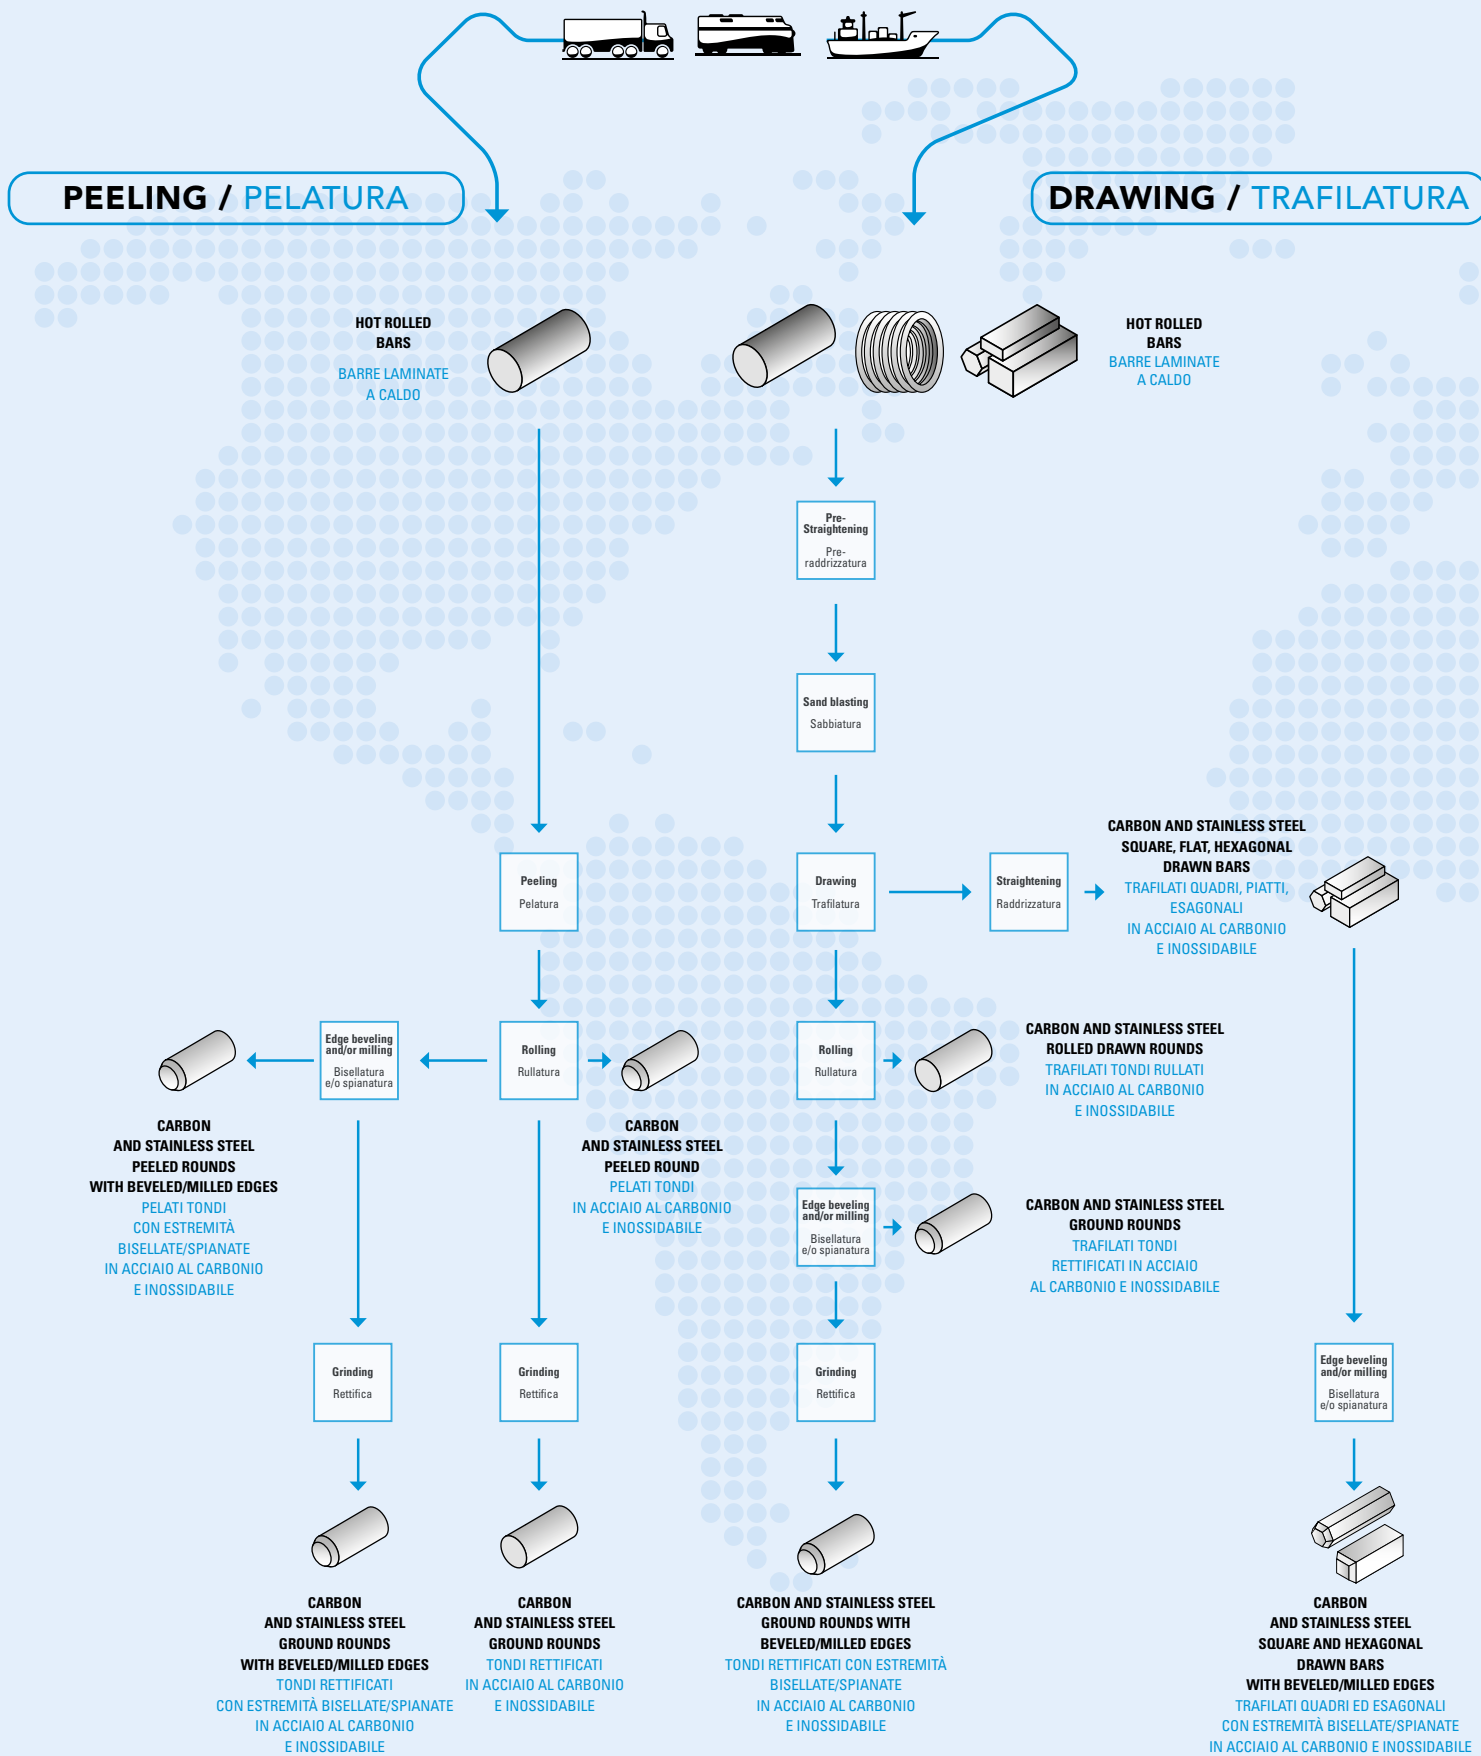 PEELING / PELATURA
DRAWING / TRAFILATURA
HOT ROLLED
BARS
BARRE LAMINATE
A CALDO
HOT ROLLED
BARS
BARRE LAMINATE
A CALDO
Pre-
Straightening
Pre-
raddrizzatura
Sand blasting
Sabbiatura
Peeling
Pelatura
Drawing
Trafilatura
Straightening
Raddrizzatura
CARBON AND STAINLESS STEEL
SQUARE, FLAT, HEXAGONAL
DRAWN BARS
TRAFILATI QUADRI, PIATTI,
ESAGONALI
IN ACCIAIO AL CARBONIO
E INOSSIDABILE
Edge beveling
and/or milling
Bisellatura
e/o spianatura
Rolling
Rullatura
Rolling
Rullatura
CARBON AND STAINLESS STEEL
ROLLED DRAWN ROUNDS
TRAFILATI TONDI RULLATI
IN ACCIAIO AL CARBONIO
E INOSSIDABILE
CARBON
AND STAINLESS STEEL
PEELED ROUNDS
WITH BEVELED/MILLED EDGES
PELATI TONDI
CON ESTREMITÀ
BISELLATE/SPIANATE
IN ACCIAIO AL CARBONIO
E INOSSIDABILE
CARBON
AND STAINLESS STEEL
PEELED ROUND
PELATI TONDI
IN ACCIAIO AL CARBONIO
E INOSSIDABILE
Edge beveling
and/or milling
Bisellatura
e/o spianatura
CARBON AND STAINLESS STEEL
GROUND ROUNDS
TRAFILATI TONDI
RETTIFICATI IN ACCIAIO
AL CARBONIO E INOSSIDABILE
Grinding
Rettifica
Grinding
Rettifica
Grinding
Rettifica
Edge beveling
and/or milling
Bisellatura
e/o spianatura
CARBON
AND STAINLESS STEEL
GROUND ROUNDS
WITH BEVELED/MILLED EDGES
TONDI RETTIFICATI
CON ESTREMITÀ BISELLATE/SPIANATE
IN ACCIAIO AL CARBONIO
E INOSSIDABILE
CARBON
AND STAINLESS STEEL
GROUND ROUNDS
TONDI RETTIFICATI
IN ACCIAIO AL CARBONIO
E INOSSIDABILE
CARBON AND STAINLESS STEEL
GROUND ROUNDS WITH
BEVELED/MILLED EDGES
TONDI RETTIFICATI CON ESTREMITÀ
BISELLATE/SPIANATE
IN ACCIAIO AL CARBONIO
E INOSSIDABILE
CARBON
AND STAINLESS STEEL
SQUARE AND HEXAGONAL
DRAWN BARS
WITH BEVELED/MILLED EDGES
TRAFILATI QUADRI ED ESAGONALI
CON ESTREMITÀ BISELLATE/SPIANATE
IN ACCIAIO AL CARBONIO E INOSSIDABILE